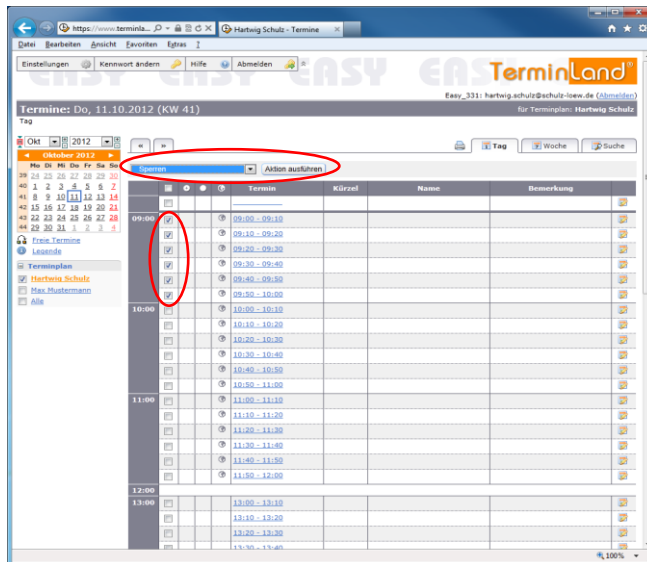 https://www.terminla...
Hartwig Schulz - Termine
Datei Bearbeiten Ansicht Favoriten Extras ?
Einstellungen Kennwort ändern Hilfe Abmelden
EASY EASY EASY EASY EASY
TerminLand®
Easy_331: hartwig.schulz@schulz-loew.de (Abmelden)
Termine: Do, 11.10.2012 (KW 41)
für Terminplan: Hartwig Schulz
Tag
Okt 2012
« »
Tag Woche Suche
Oktober 2012
Mo Di Mi Do Fr Sa So
39 24 25 26 27 28 29 30
40 1 2 3 4 5 6 7
41 8 9 10 11 12 13 14
42 15 16 17 18 19 20 21
43 22 23 24 25 26 27 28
44 29 30 31 1 2 3 4
Freie Termine
Legende
Terminplan
Hartwig Schulz
Max Mustermann
Alle
Sperren Aktion ausführen
Termin Kürzel Name Bemerkung
09:00 09:00 - 09:10
09:10 - 09:20
09:20 - 09:30
09:30 - 09:40
09:40 - 09:50
09:50 - 10:00
10:00 10:00 - 10:10
10:10 - 10:20
10:20 - 10:30
10:30 - 10:40
10:40 - 10:50
10:50 - 11:00
11:00 11:00 - 11:10
11:10 - 11:20
11:20 - 11:30
11:30 - 11:40
11:40 - 11:50
11:50 - 12:00
12:00
13:00 13:00 - 13:10
13:10 - 13:20
13:20 - 13:30
13:30 - 13:40
100%